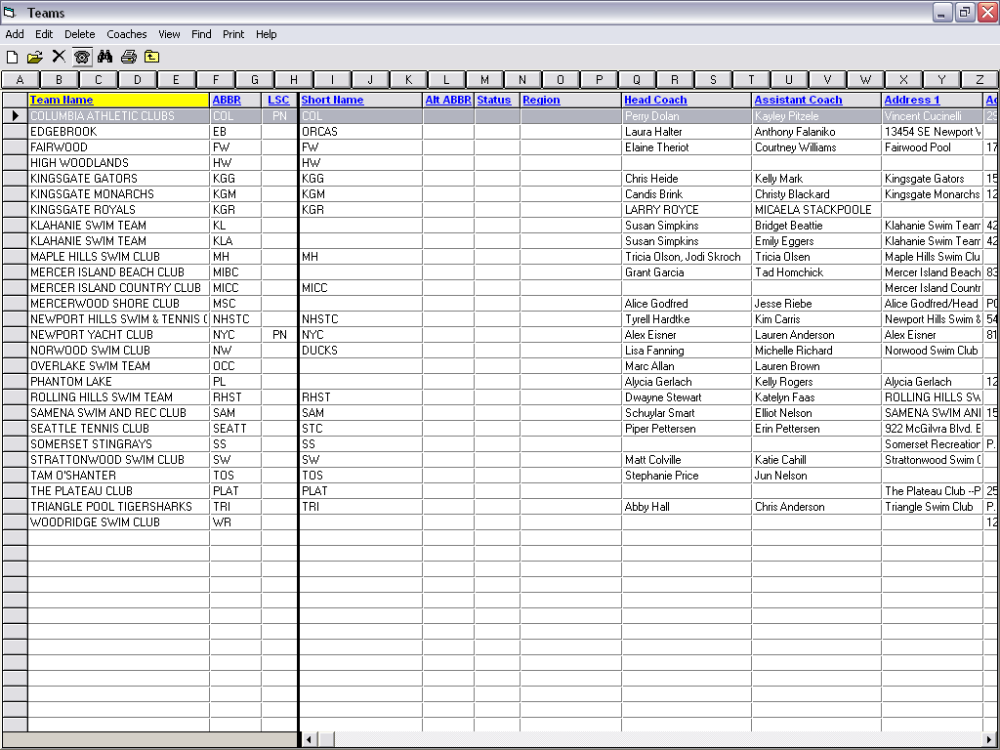 Teams
Add Edit Delete Coaches View Find Print Help
A B C D E F G H I J K L M N O P Q R S T U V W X Y Z
Team Name ABBR LSC Short Name Alt ABBR Status Region Head Coach Assistant Coach Address 1 Ad
COLUMBIA ATHLETIC CLUBS COL PN COL Perry Dolan Kayley Pitzele Vincent Cucinelli 25
EDGEBROOK EB ORCAS Laura Halter Anthony Falaniko 13454 SE Newport
FAIRWOOD FW FW Elaine Theriot Courtney Williams Fairwood Pool 17
HIGH WOODLANDS HW HW
KINGSGATE GATORS KGG KGG Chris Heide Kelly Mark Kingsgate Gators 15
KINGSGATE MONARCHS KGM KGM Candis Brink Christy Blackard Kingsgate Monarchs 12
KINGSGATE ROYALS KGR KGR LARRY ROYCE MICAELA STACKPOOLE
KLAHANIE SWIM TEAM KL Susan Simpkins Bridget Beattie Klahanie Swim Team 42
KLAHANIE SWIM TEAM KLA Susan Simpkins Emily Eggers Klahanie Swim Team 42
MAPLE HILLS SWIM CLUB MH MH Tricia Olson, Jodi Skroch Tricia Olsen Maple Hills Swim Clu
MERCER ISLAND BEACH CLUB MIBC Grant Garcia Tad Homchick Mercer Island Beach 83
MERCER ISLAND COUNTRY CLUB MICC MICC Mercer Island Countr
MERCERWOOD SHORE CLUB MSC Alice Godfred Jesse Riebe Alice Godfred/Head PO
NEWPORT HILLS SWIM & TENNIS C NHSTC NHSTC Tyrell Hardtke Kim Carris Newport Hills Swim & 54
NEWPORT YACHT CLUB NYC PN NYC Alex Eisner Lauren Anderson Alex Eisner 81
NORWOOD SWIM CLUB NW DUCKS Lisa Fanning Michelle Richard Norwood Swim Club
OVERLAKE SWIM TEAM OCC Marc Allan Lauren Brown
PHANTOM LAKE PL Alycia Gerlach Kelly Rogers Alycia Gerlach 12
ROLLING HILLS SWIM TEAM RHST RHST Dwayne Stewart Katelyn Faas ROLLING HILLS SW
SAMENA SWIM AND REC CLUB SAM SAM Schuylar Smart Elliot Nelson SAMENA SWIM AN 15
SEATTLE TENNIS CLUB SEATT STC Piper Pettersen Erin Pettersen 922 McGilvra Blvd. E
SOMERSET STINGRAYS SS SS Somerset Recreation P.
STRATTONWOOD SWIM CLUB SW SW Matt Colville Katie Cahill Strattonwood Swim C
TAM O'SHANTER TOS TOS Stephanie Price Jun Nelson
THE PLATEAU CLUB PLAT PLAT The Plateau Club --P 25
TRIANGLE POOL TIGERSHARKS TRI TRI Abby Hall Chris Anderson Triangle Swim Club P.
WOODRIDGE SWIM CLUB WR 12